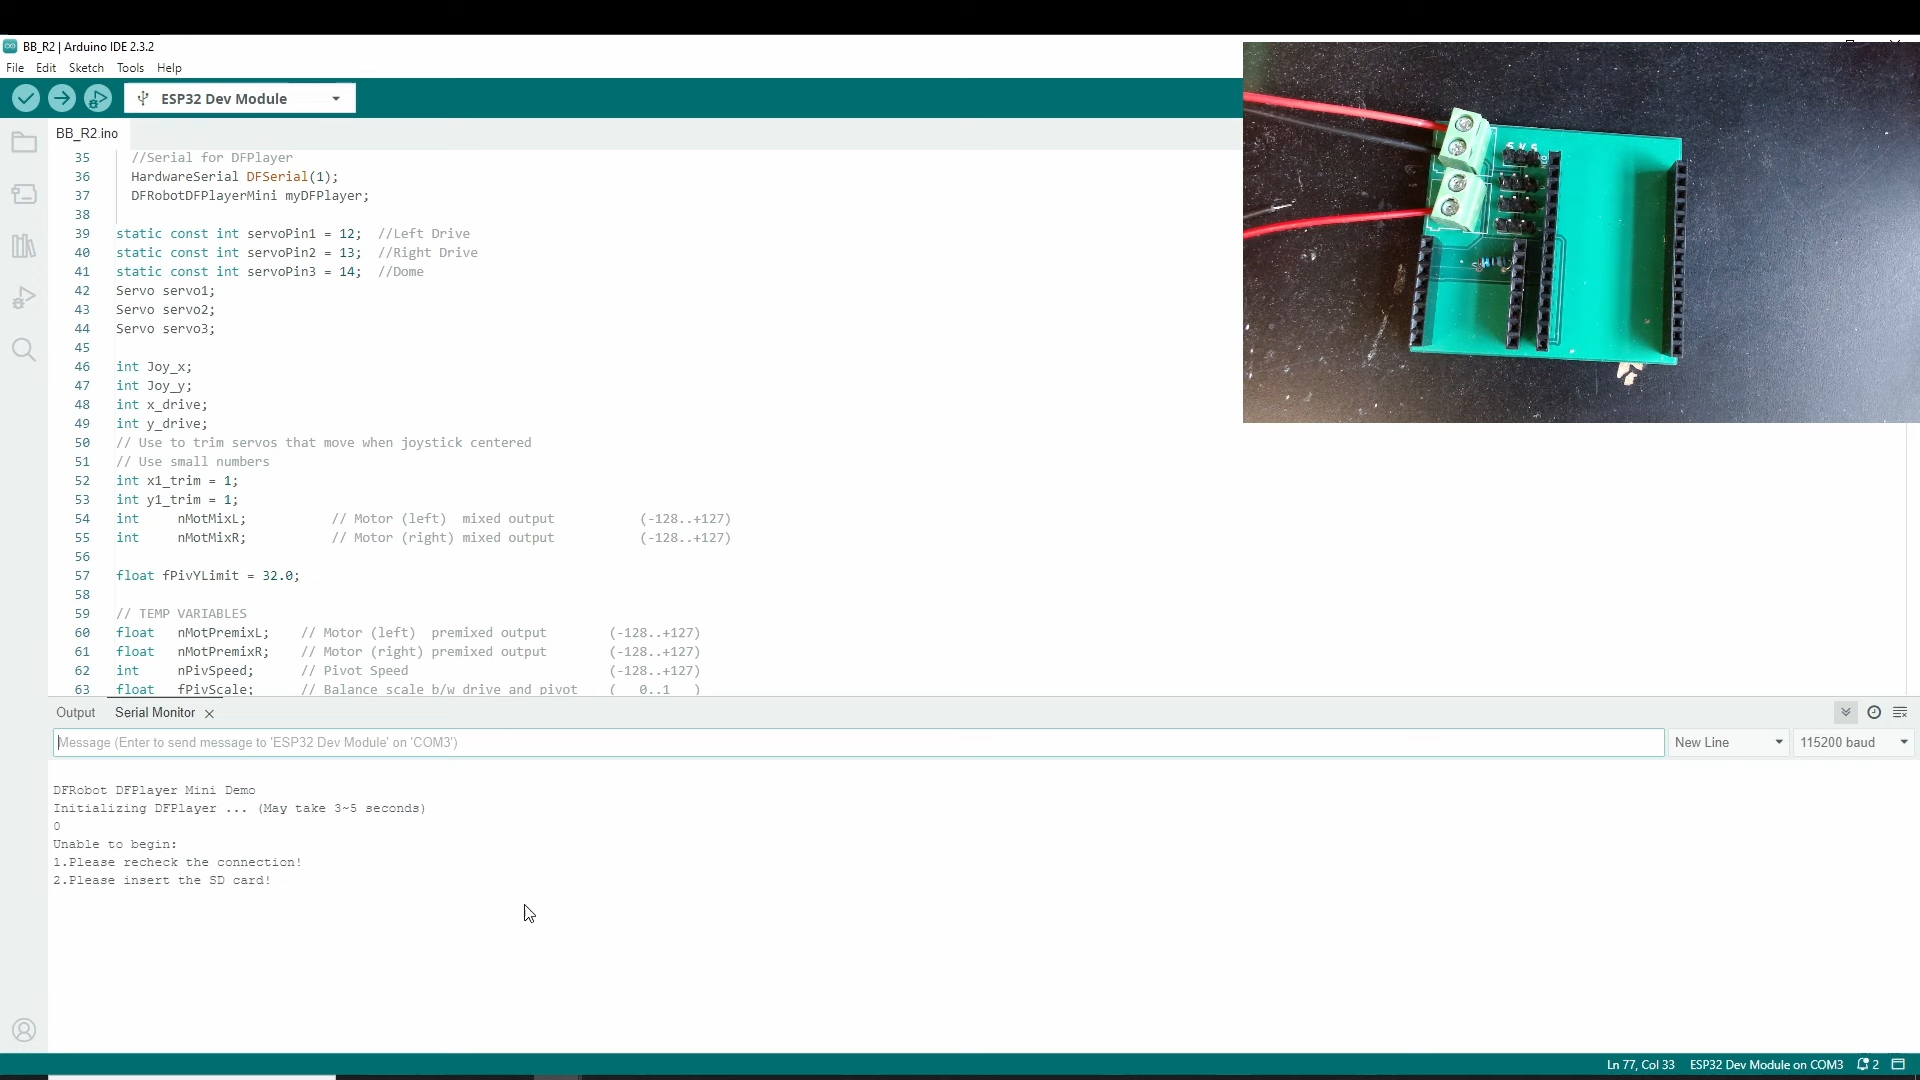 BB_R2 | Arduino IDE 2.3.2
File Edit Sketch Tools Help
ESP32 Dev Module
BB_R2.ino
35 //Serial for DFPlayer
36 HardwareSerial DFSerial(1);
37 DFRobotDFPlayerMini myDFPlayer;
38
39 static const int servoPin1 = 12; //Left Drive
40 static const int servoPin2 = 13; //Right Drive
41 static const int servoPin3 = 14; //Dome
42 Servo servo1;
43 Servo servo2;
44 Servo servo3;
45
46 int Joy_x;
47 int Joy_y;
48 int x_drive;
49 int y_drive;
50 // Use to trim servos that move when joystick centered
51 // Use small numbers
52 int x1_trim = 1;
53 int y1_trim = 1;
54 int nMotMixL; // Motor (left) mixed output (-128..+127)
55 int nMotMixR; // Motor (right) mixed output (-128..+127)
56
57 float fPivYLimit = 32.0;
58
59 // TEMP VARIABLES
60 float nMotPremixL; // Motor (left) premixed output (-128..+127)
61 float nMotPremixR; // Motor (right) premixed output (-128..+127)
62 int nPivSpeed; // Pivot Speed (-128..+127)
63 float fPivScale; // Balance scale b/w drive and pivot ( 0..1 )
Output Serial Monitor
Message (Enter to send message to 'ESP32 Dev Module' on 'COM3')
New Line
115200 baud
DFRobot DFPlayer Mini Demo
Initializing DFPlayer ... (May take 3~5 seconds)
0
Unable to begin:
1.Please recheck the connection!
2.Please insert the SD card!
Ln 77, Col 33 ESP32 Dev Module on COM3 2